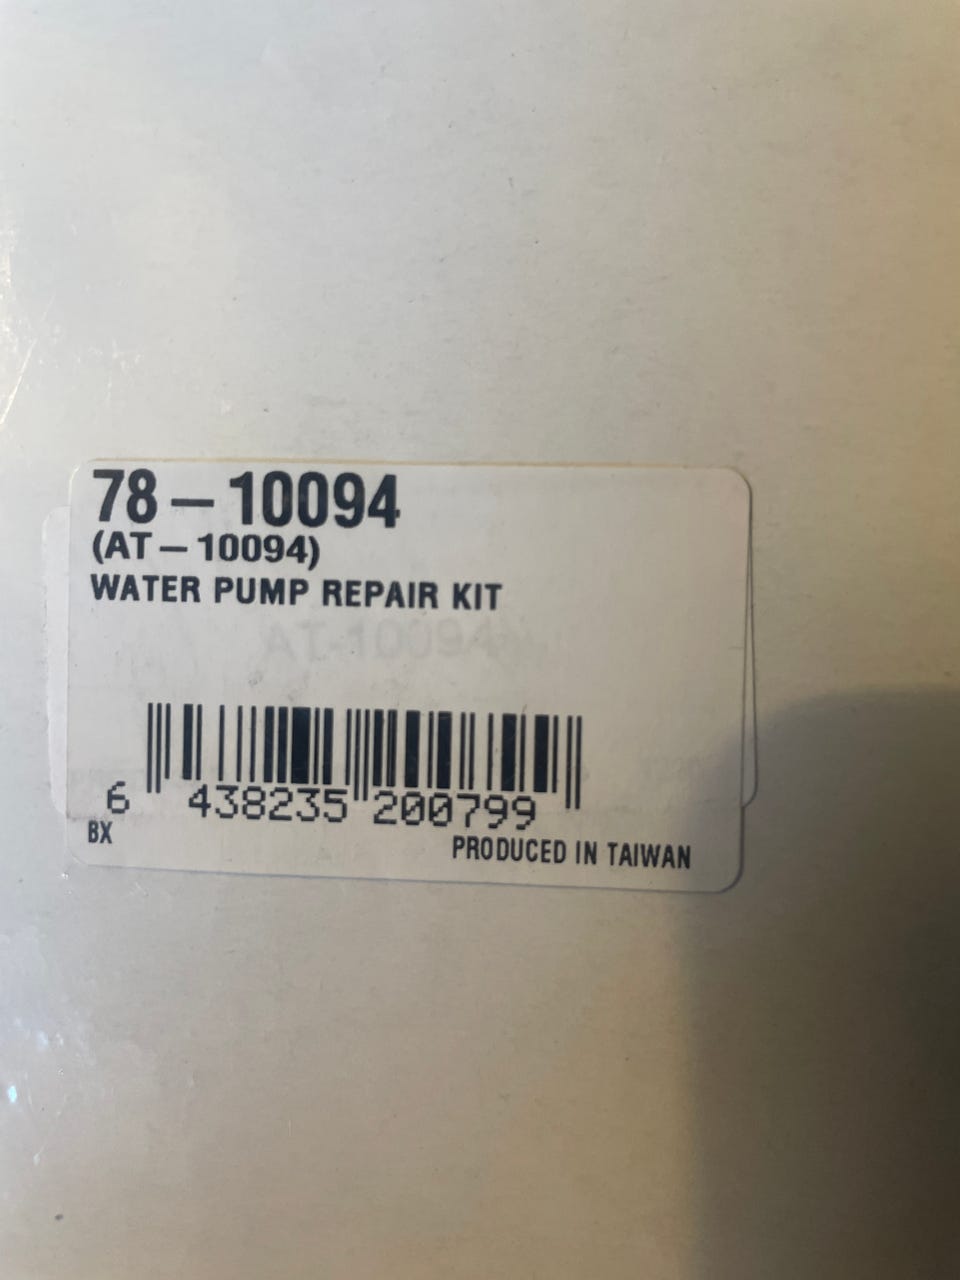 78-10094
(AT-10094)
WATER PUMP REPAIR KIT
AT-10094
6 438235 200799
BX
PRODUCED IN TAIWAN